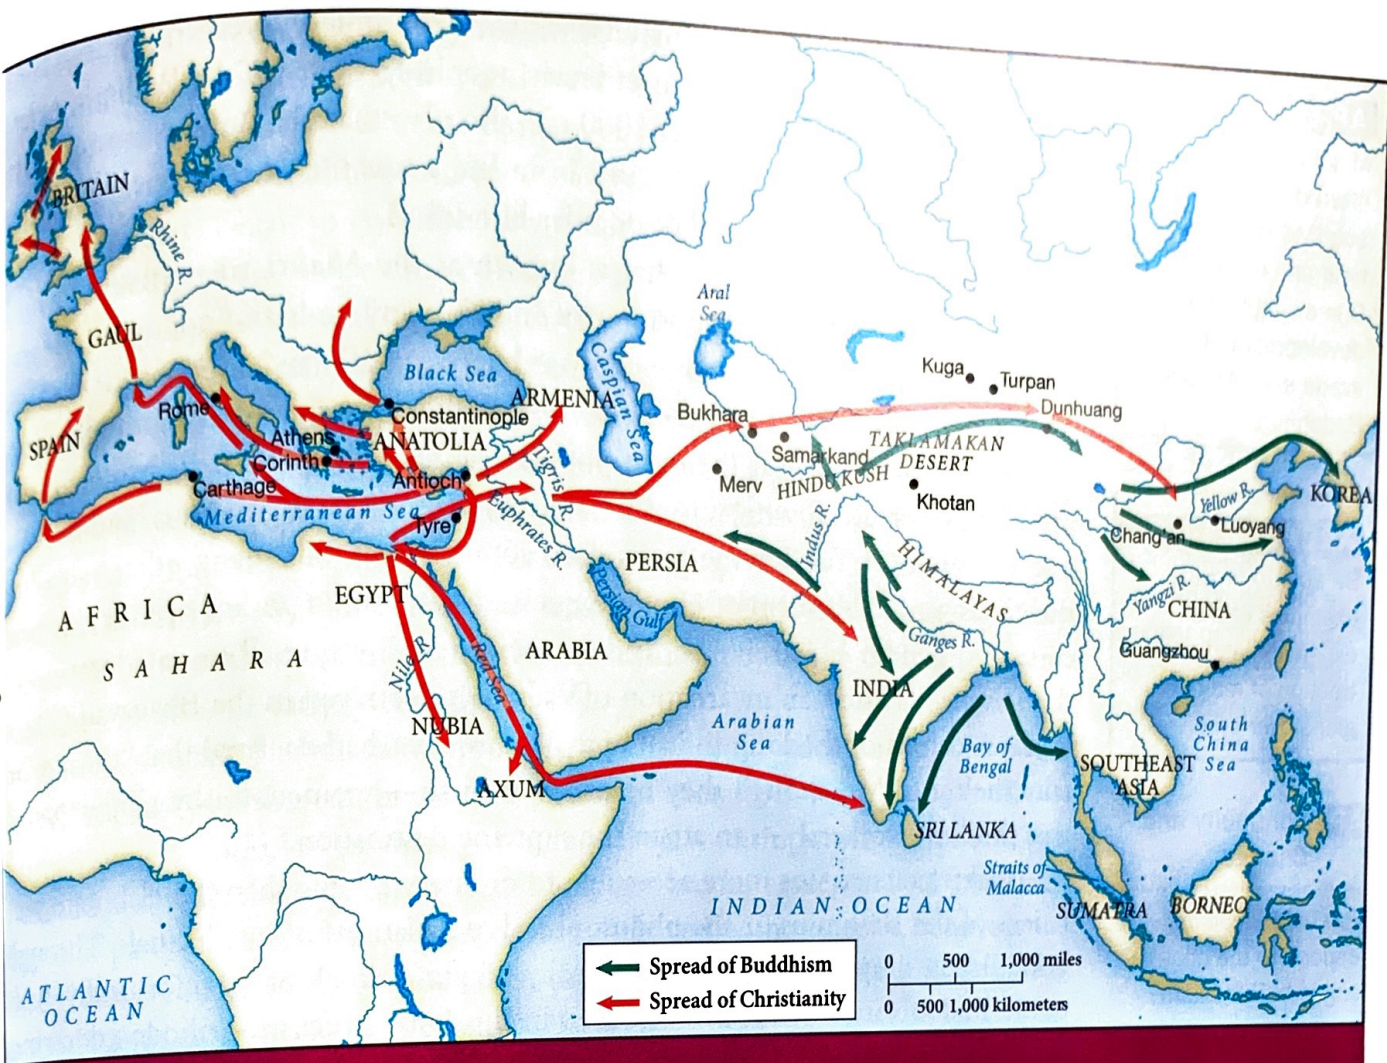 BRITAIN
Rhine R.
GAUL
Aral
Sea
Black Sea
Caspian Sea
Kuga
Turpan
ARMENIA
Rome
Constantinople
Bukhara
Dunhuang
SPAIN
Athens
ANATOLIA
TAKLAMAKAN
DESERT
Samarkand
Corinth
Tigris R.
Merv
HINDU KUSH
Antioch
Carthage
Khotan
KOREA
Yellow R.
Mediterranean Sea
Euphrates R.
Indus R.
Tyre
Chang'an
Luoyang
PERSIA
HIMALAYAS
EGYPT
Persian Gulf
Yangzi R.
CHINA
AFRICA
Ganges R.
ARABIA
Guangzhou
SAHARA
Nile R.
Red Sea
INDIA
NUBIA
Arabian
Sea
Bay of
Bengal
South
China
Sea
SOUTHEAST
ASIA
AXUM
SRI LANKA
Straits of
Malacca
INDIAN OCEAN
SUMATRA
BORNEO
ATLANTIC
OCEAN
Spread of Buddhism
Spread of Christianity
0 500 1,000 miles
0 500 1,000 kilometers